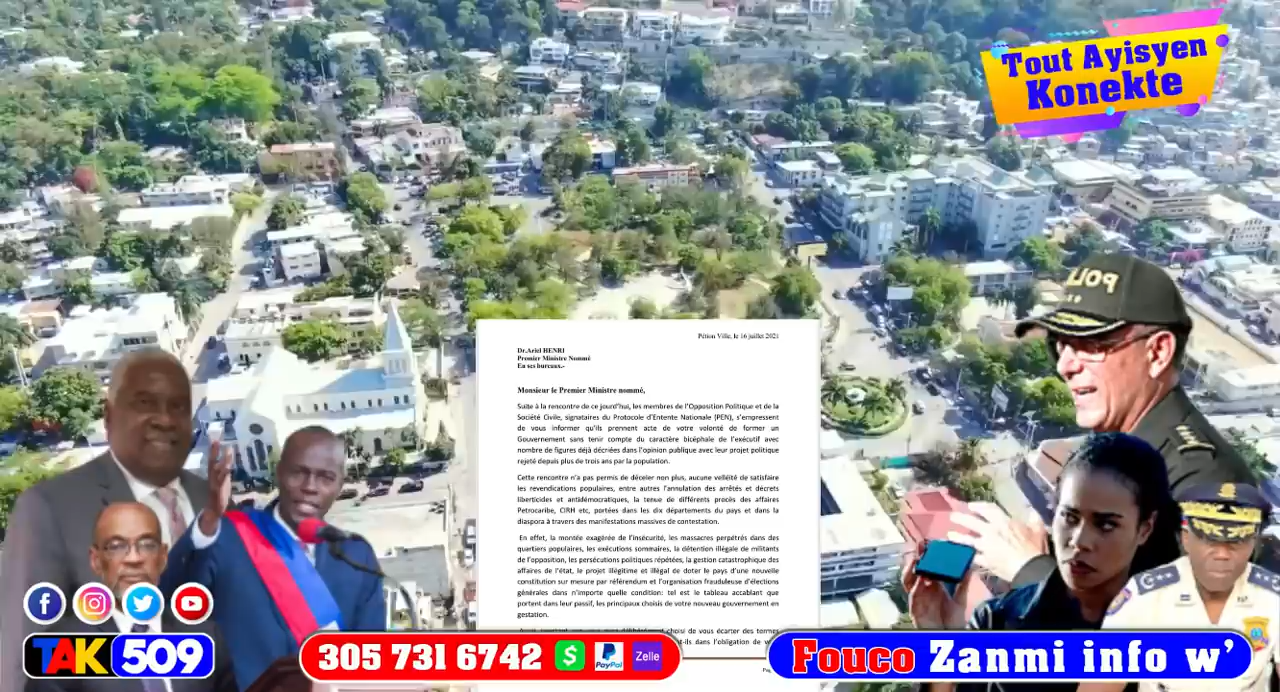 Tout Ayisyen
Konekte
POLI
Pétion Ville, le 16 juillet 2021
Dr.Ariel HENRI
Premier Ministre Nommé
En ses bureaux.-
Monsieur le Premier Ministre nommé,
Suite à la rencontre de ce jourd'hui, les membres de l'Opposition Politique et de la
Société Civile, signataires du Protocole d'Entente Nationale (PEN), s'empressent
de vous informer qu'ils prennent acte de votre volonté de former un
Gouvernement sans tenir compte du caractère bicéphale de l'exécutif avec
nombre de figures déjà décriées dans l'opinion publique avec leur projet politique
rejeté depuis plus de trois ans par la population.
Cette rencontre n'a pas permis de déceler non plus, aucune velléité de satisfaire
les revendications populaires, entre autres l'annulation des arrêtés et décrets
liberticides et antidémocratiques, la tenue de différents procès des affaires
Petrocaribe, CIRH etc, portées dans les dix départements du pays et dans la
diaspora à travers des manifestations massives de contestation.
En effet, la montée exagérée de l'insécurité, les massacres perpétrés dans des
quartiers populaires, les exécutions sommaires, la détention illégale de militants
de l'opposition, les persécutions politiques répétées, la gestion catastrophique des
affaires de l'état, le projet illégitime et illégal de doter le pays d'une nouvelle
constitution sur mesure par référendum et l'organisation frauduleuse d'élections
générales dans n'importe quelle condition: tel est le tableau accablant que
portent dans leur passif, les principaux choisis de votre nouveau gouvernement en
gestation.
choisi de vous écarter des termes
l'obligation de
TAK 509
305 731 6742 $ PayPal Zelle
Fouco Zanmi info w'